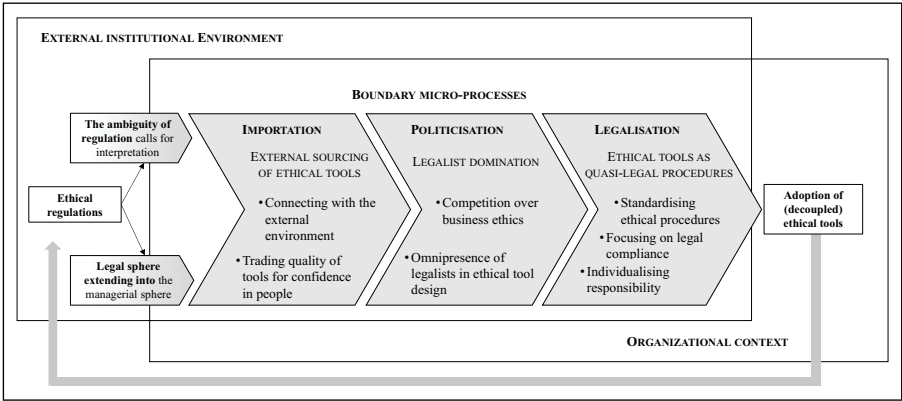 EXTERNAL INSTITUTIONAL ENVIRONMENT
BOUNDARY MICRO-PROCESSES
The ambiguity of
regulation calls for
interpretation
Ethical
regulations
Legal sphere
extending into the
managerial sphere
IMPORTATION
EXTERNAL SOURCING
OF ETHICAL TOOLS
• Connecting with the
external
environment
• Trading quality of
tools for confidence
in people
POLITICISATION
LEGALIST DOMINATION
• Competition over
business ethics
• Omnipresence of
legalists in ethical tool
design
LEGALISATION
ETHICAL TOOLS AS
QUASI-LEGAL PROCEDURES
• Standardising
ethical procedures
• Focusing on legal
compliance
• Individualising
responsibility
Adoption of
(decoupled)
ethical tools
ORGANIZATIONAL CONTEXT